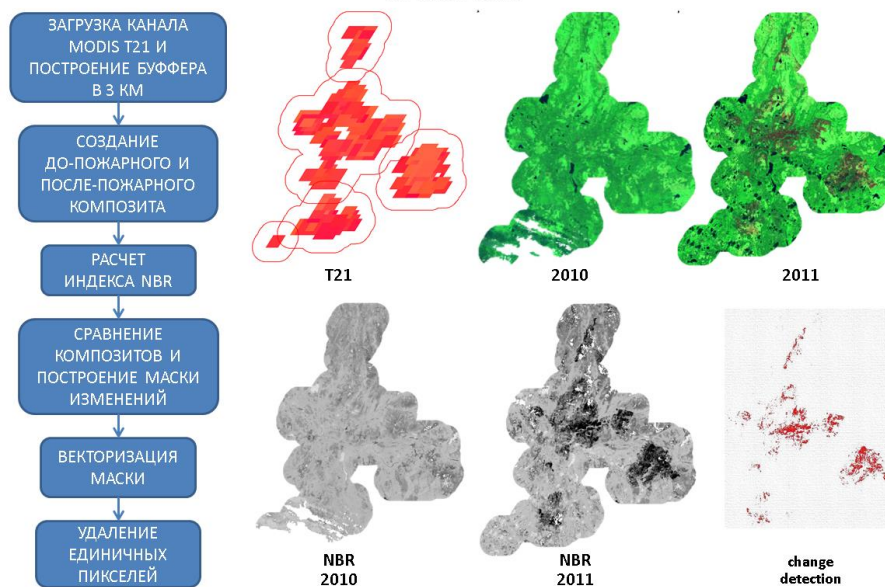 ЗАГРУЗКА КАНАЛА
MODIS T21 И
ПОСТРОЕНИЕ БУФФЕРА
В 3 КМ
СОЗДАНИЕ
ДО-ПОЖАРНОГО И
ПОСЛЕ-ПОЖАРНОГО
КОМПОЗИТА
РАСЧЕТ
ИНДЕКСА NBR
СРАВНЕНИЕ
КОМПОЗИТОВ И
ПОСТРОЕНИЕ МАСКИ
ИЗМЕНЕНИЙ
ВЕКТОРИЗАЦИЯ
МАСКИ
УДАЛЕНИЕ
ЕДИНИЧНЫХ
ПИКСЕЛЕЙ
T21
2010
2011
NBR
2010
NBR
2011
change
detection